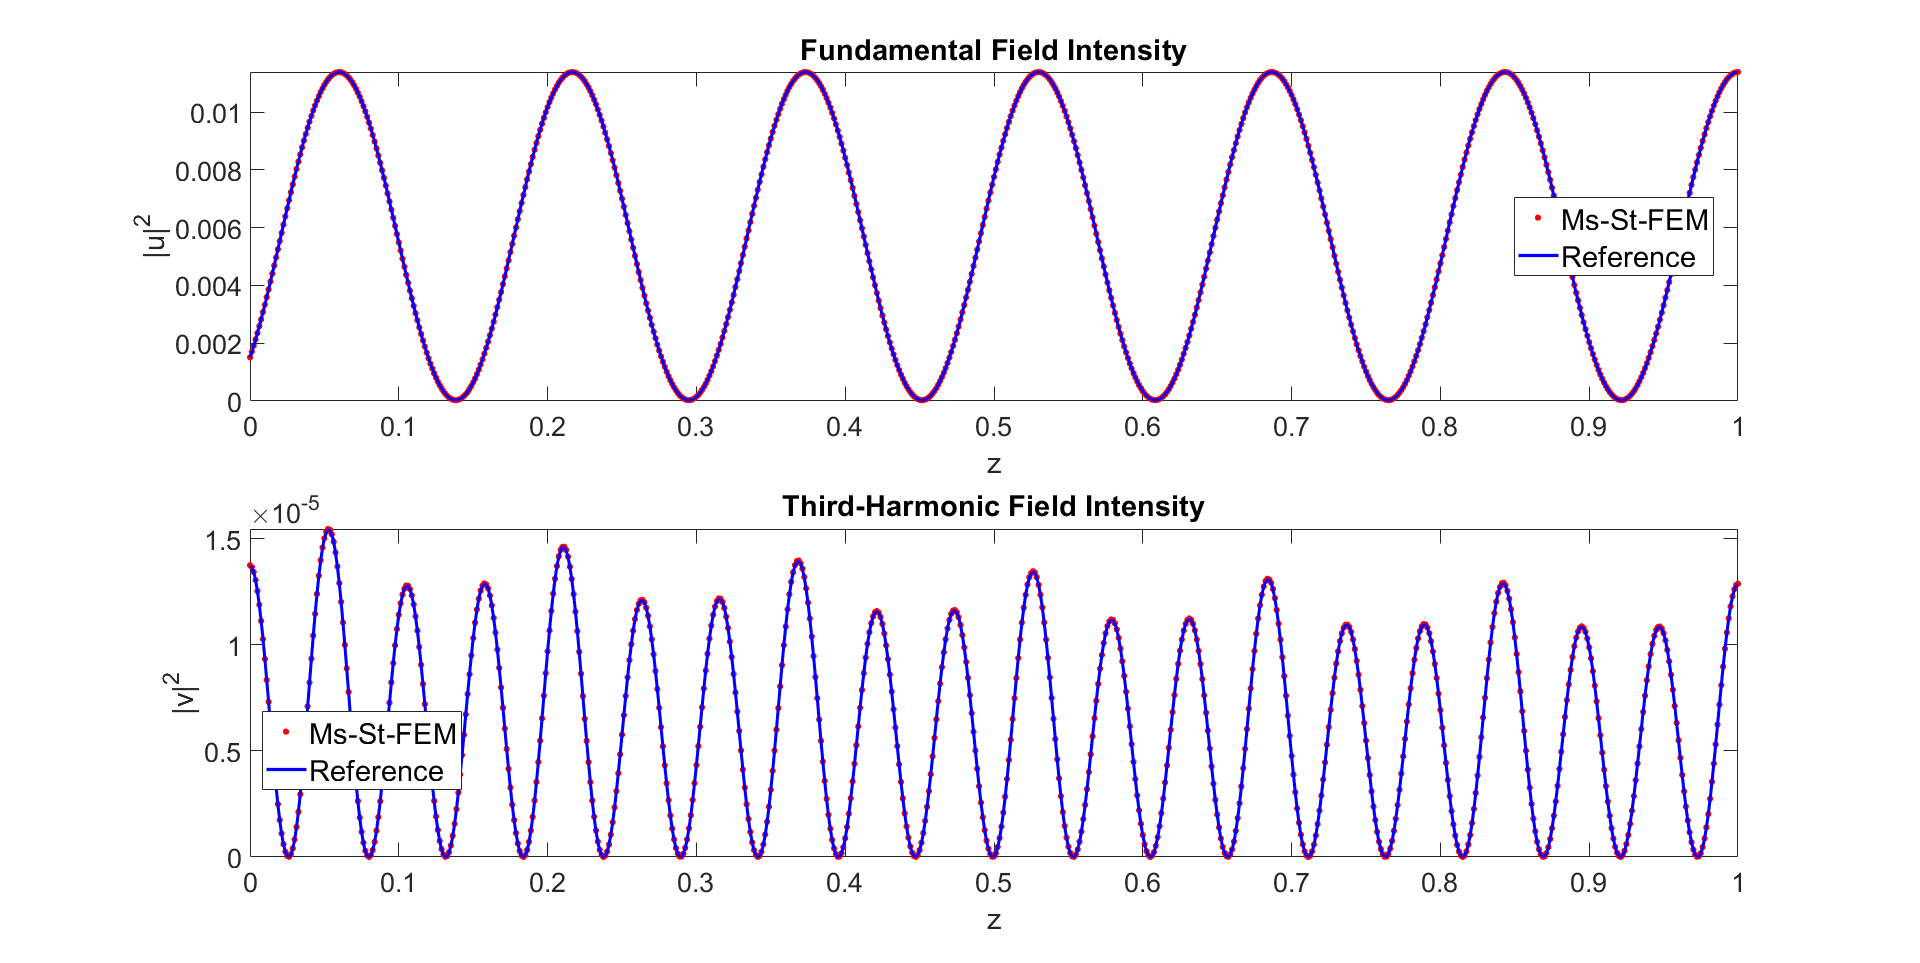 Fundamental Field Intensity
0.01
0.008
0.006
0.004
0.002
0
|u|²
Ms-St-FEM
Reference
0 0.1 0.2 0.3 0.4 0.5 0.6 0.7 0.8 0.9 1
z
Third-Harmonic Field Intensity
×10⁻⁵
1.5
1
0.5
0
|v|²
Ms-St-FEM
Reference
0 0.1 0.2 0.3 0.4 0.5 0.6 0.7 0.8 0.9 1
z